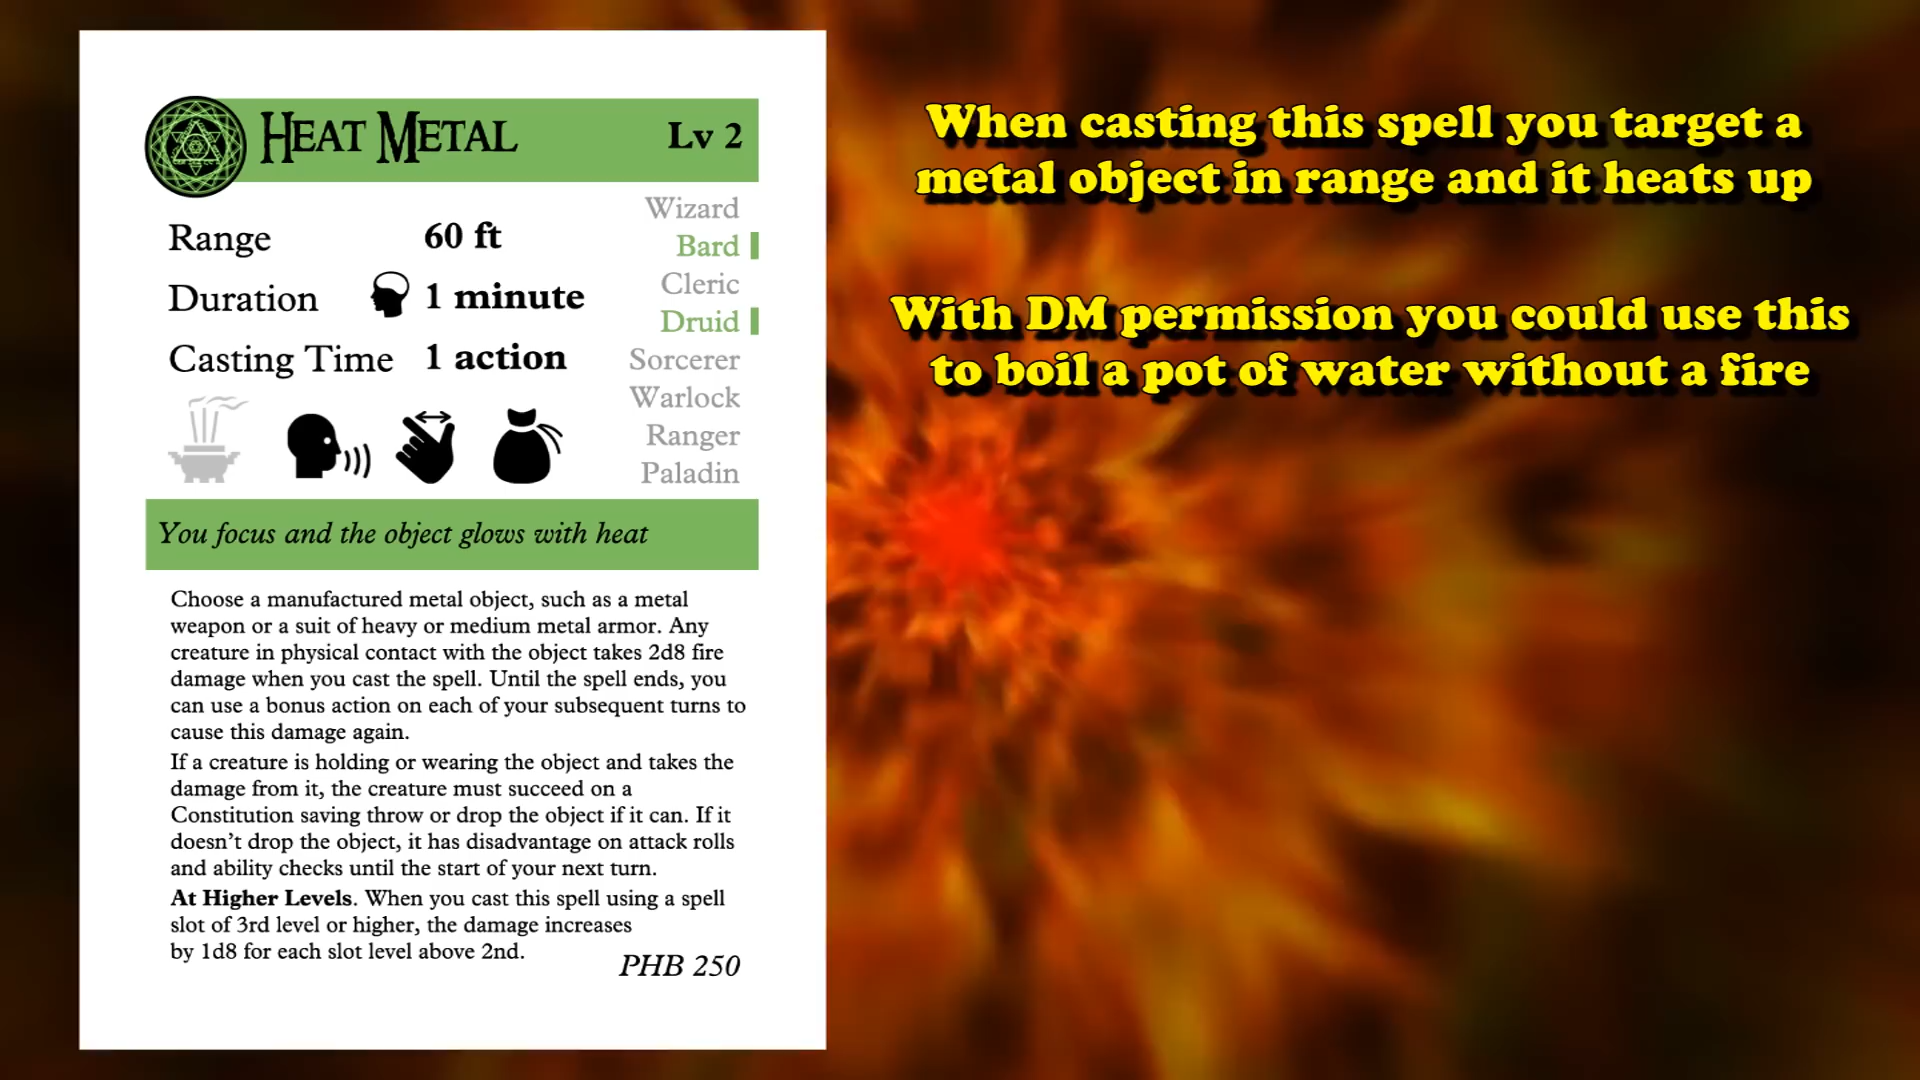 HEAT METAL
Lv 2
Range 60 ft
Duration 1 minute
Casting Time 1 action
Wizard
Bard
Cleric
Druid
Sorcerer
Warlock
Ranger
Paladin
You focus and the object glows with heat
Choose a manufactured metal object, such as a metal
weapon or a suit of heavy or medium metal armor. Any
creature in physical contact with the object takes 2d8 fire
damage when you cast the spell. Until the spell ends, you
can use a bonus action on each of your subsequent turns to
cause this damage again.
If a creature is holding or wearing the object and takes the
damage from it, the creature must succeed on a
Constitution saving throw or drop the object if it can. If it
doesn't drop the object, it has disadvantage on attack rolls
and ability checks until the start of your next turn.
At Higher Levels. When you cast this spell using a spell
slot of 3rd level or higher, the damage increases
by 1d8 for each slot level above 2nd.
PHB 250
When casting this spell you target a
metal object in range and it heats up
With DM permission you could use this
to boil a pot of water without a fire